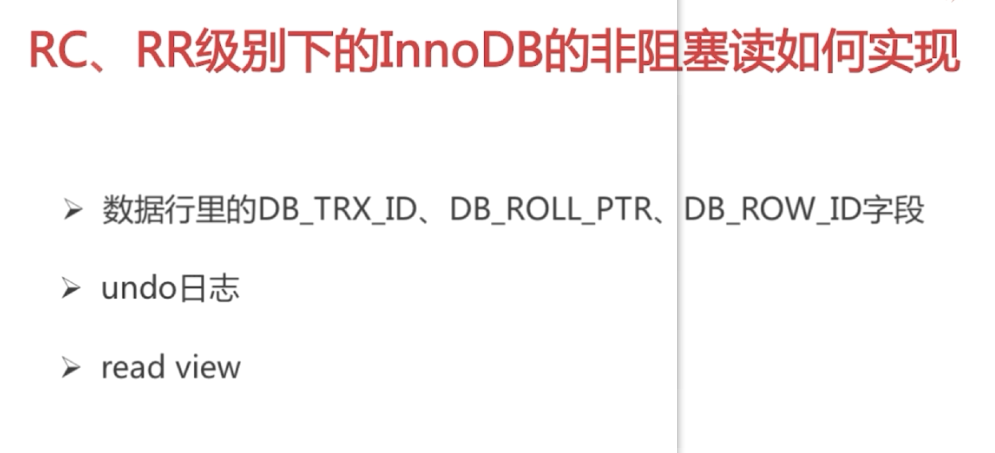 RC、RR级别下的InnoDB的非阻塞读如何实现
➢ 数据行里的DB_TRX_ID、DB_ROLL_PTR、DB_ROW_ID字段
➢ undo日志
➢ read view